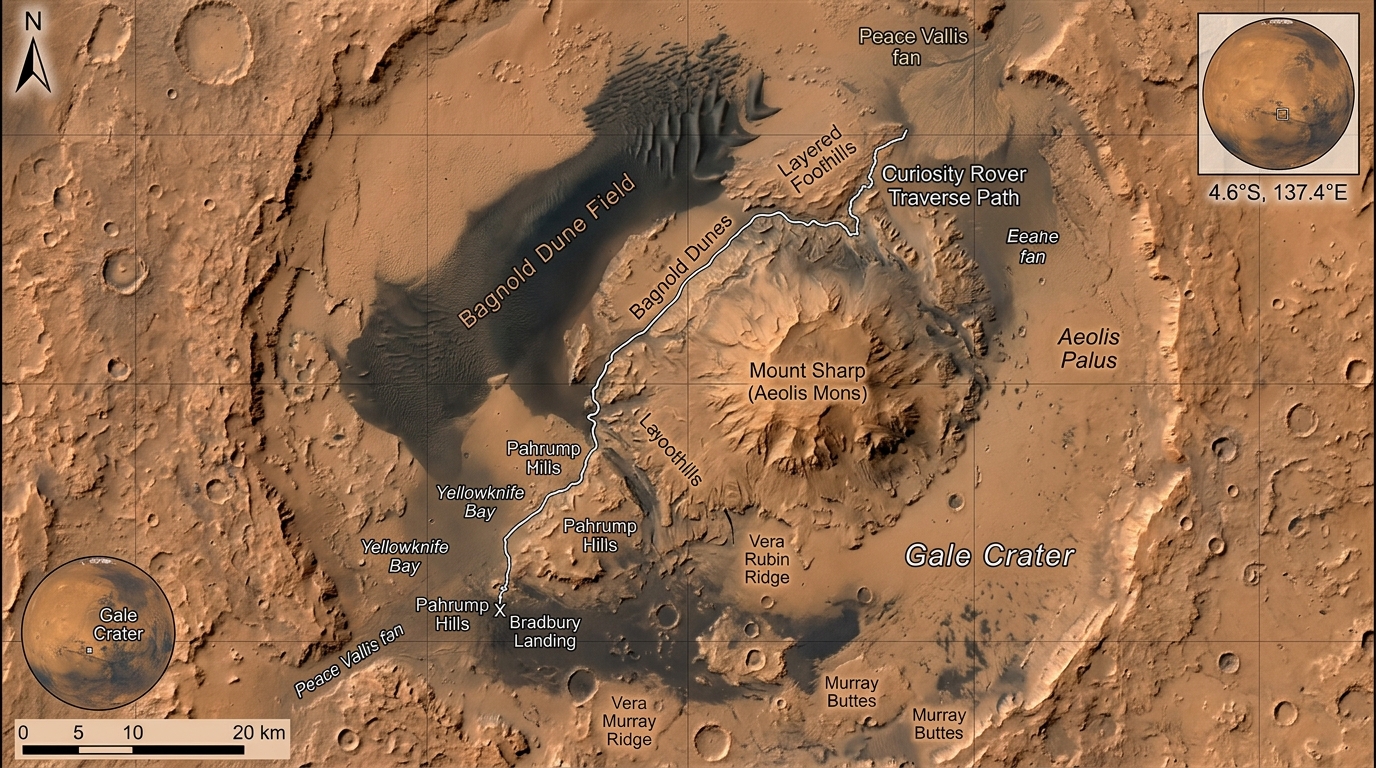 N
Peace Vallis
fan
4.6°S, 137.4°E
Layered
Foothills
Curiosity Rover
Traverse Path
Bagnold Dune Field
Bagnold Dunes
Eeane
fan
Aeolis
Palus
Mount Sharp
(Aeolis Mons)
Layoothills
Pahrump
Hills
Yellowknife
Bay
Pahrump
Hills
Yellowknife
Bay
Vera
Rubin
Ridge
Gale Crater
Gale
Crater
Pahrump
Hills
X
Bradbury
Landing
Peace Vallis fan
Murray
Buttes
Vera
Murray
Ridge
Murray
Buttes
0 5 10 20 km